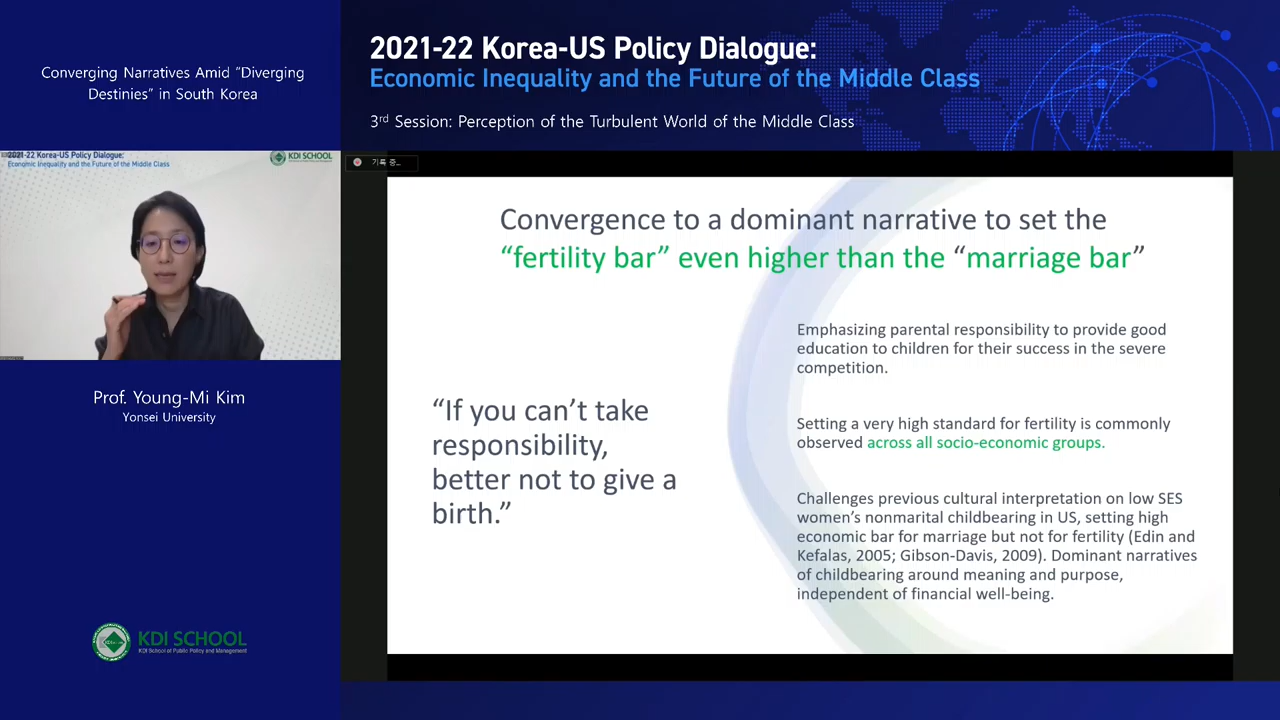 Converging Narratives Amid “Diverging
Destinies” in South Korea
2021-22 Korea-US Policy Dialogue:
Economic Inequality and the Future of the Middle Class
3rd Session: Perception of the Turbulent World of the Middle Class
2021-22 Korea-US Policy Dialogue:
Economic Inequality and the Future of the Middle Class
KDI SCHOOL
기록 중...
Prof. Young-Mi Kim
Yonsei University
KDI SCHOOL
KDI School of Public Policy and Management
Convergence to a dominant narrative to set the
“fertility bar” even higher than the “marriage bar”
“If you can’t take
responsibility,
better not to give a
birth.”
Emphasizing parental responsibility to provide good
education to children for their success in the severe
competition.
Setting a very high standard for fertility is commonly
observed across all socio-economic groups.
Challenges previous cultural interpretation on low SES
women’s nonmarital childbearing in US, setting high
economic bar for marriage but not for fertility (Edin and
Kefalas, 2005; Gibson-Davis, 2009). Dominant narratives
of childbearing around meaning and purpose,
independent of financial well-being.